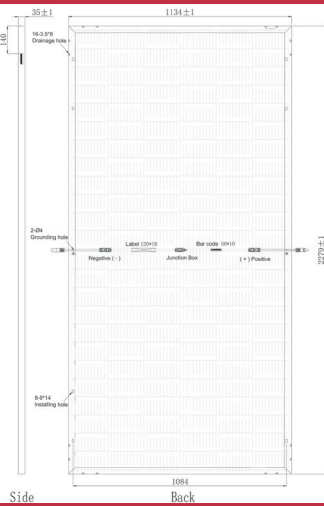 35±1
1134±1
140
16-3.5*8
Drainage hole
2-Ø4
Grounding hole
Label 120*18
Bar code 50*10
Negative ( - )
Junction Box
( + ) Positive
2279±1
8-9*14
Installing hole
1084
Side
Back